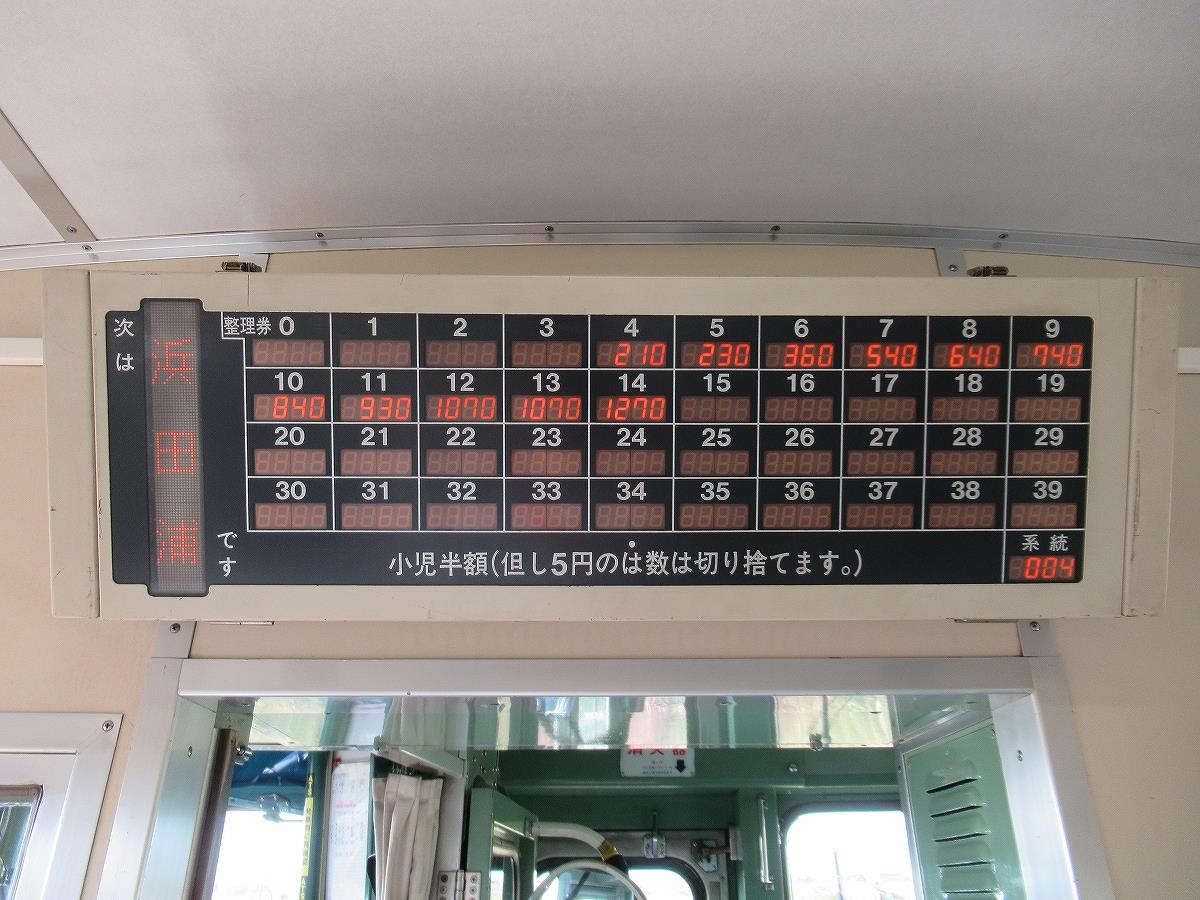 次は
浜田浦
です
整理券 0 1 2 3 4 5 6 7 8 9
210 230 360 540 640 740
10 11 12 13 14 15 16 17 18 19
840 930 1070 1070 1270
20 21 22 23 24 25 26 27 28 29
30 31 32 33 34 35 36 37 38 39
小児半額(但し5円のは数は切り捨てます。)
系統
004
消火器